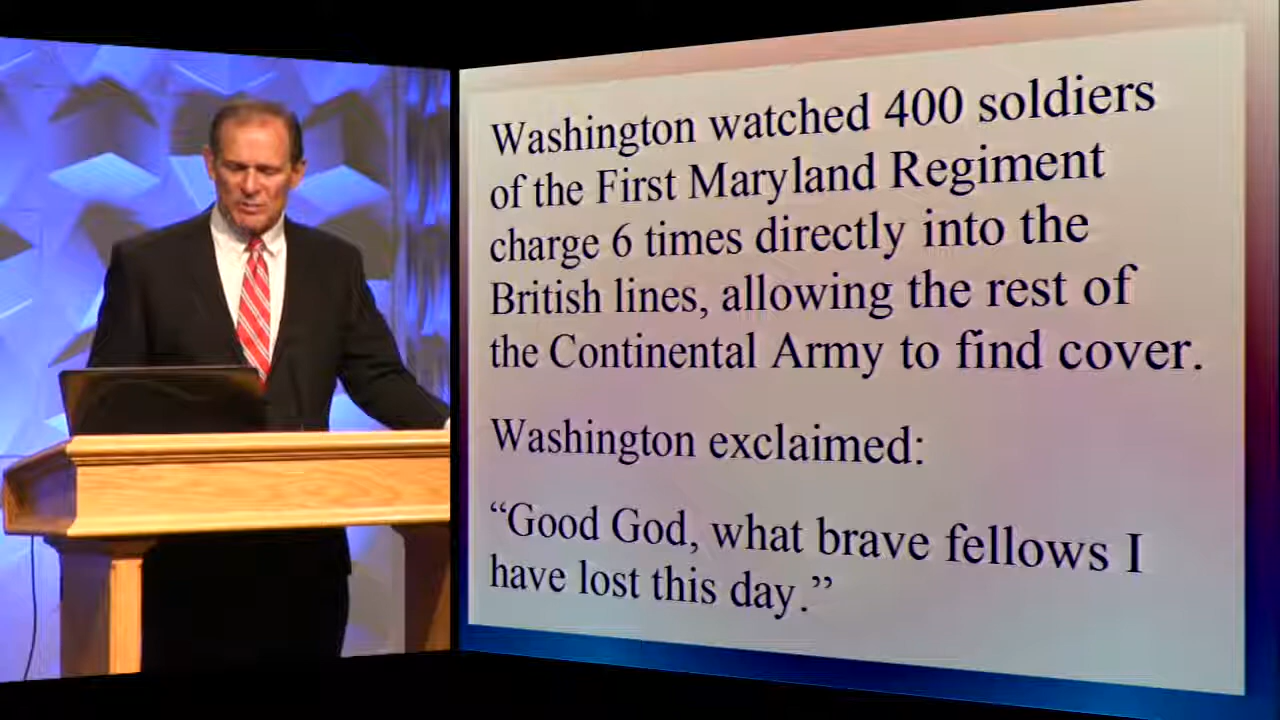 Washington watched 400 soldiers
of the First Maryland Regiment
charge 6 times directly into the
British lines, allowing the rest of
the Continental Army to find cover.
Washington exclaimed:
“Good God, what brave fellows I
have lost this day.”